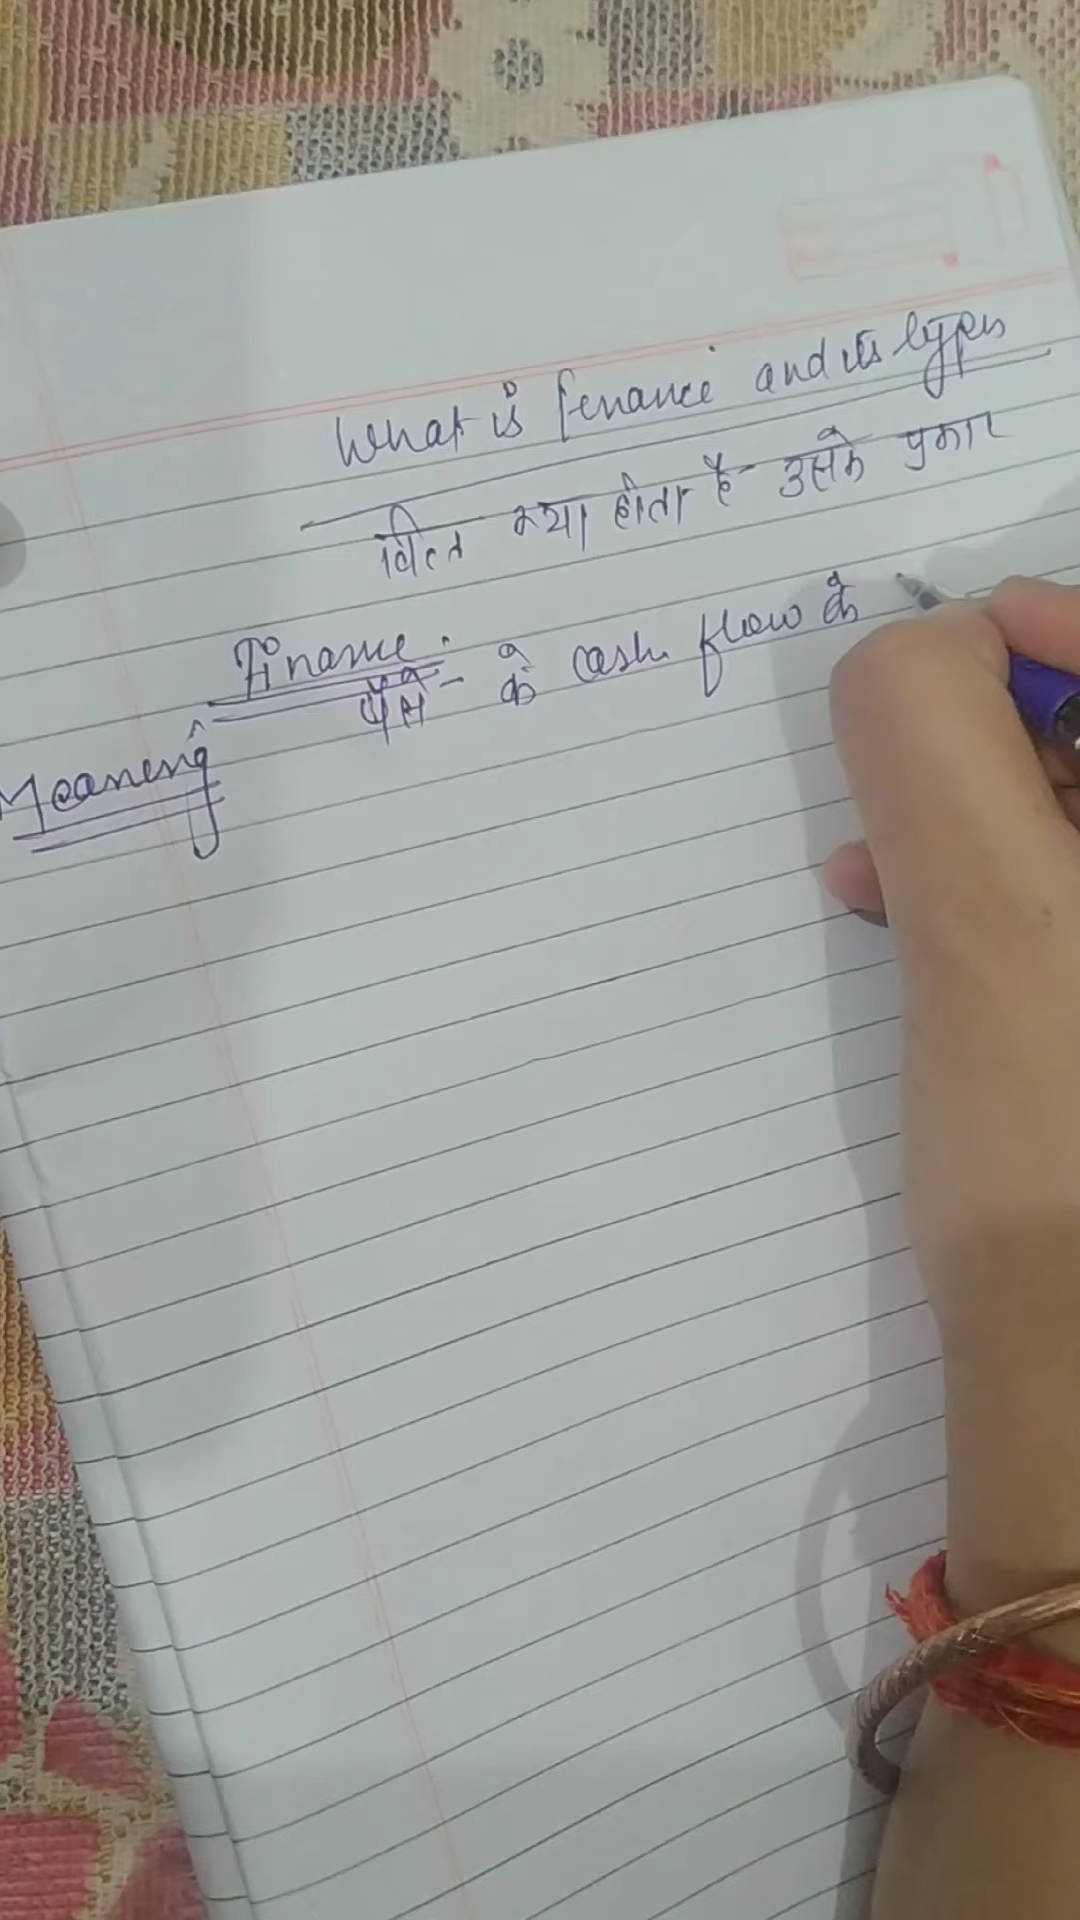 What is finance and its types
वित्त क्या होता है - उसके प्रकार
Finance :
Meaning पैसे - के cash flow के